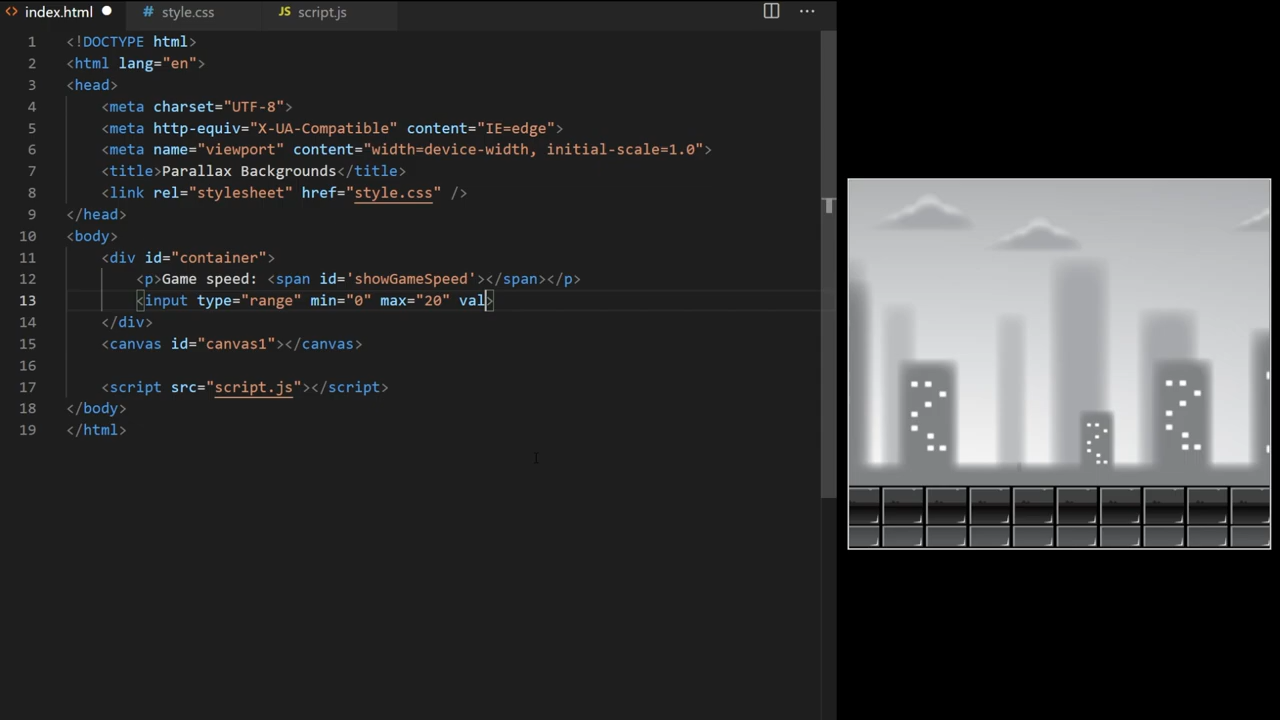 index.html style.css JS script.js
1 <!DOCTYPE html>
2 <html lang="en">
3 <head>
4 <meta charset="UTF-8">
5 <meta http-equiv="X-UA-Compatible" content="IE=edge">
6 <meta name="viewport" content="width=device-width, initial-scale=1.0">
7 <title>Parallax Backgrounds</title>
8 <link rel="stylesheet" href="style.css" />
9 </head>
10 <body>
11 <div id="container">
12 <p>Game speed: <span id='showGameSpeed'></span></p>
13 <input type="range" min="0" max="20" val>
14 </div>
15 <canvas id="canvas1"></canvas>
16
17 <script src="script.js"></script>
18 </body>
19 </html>